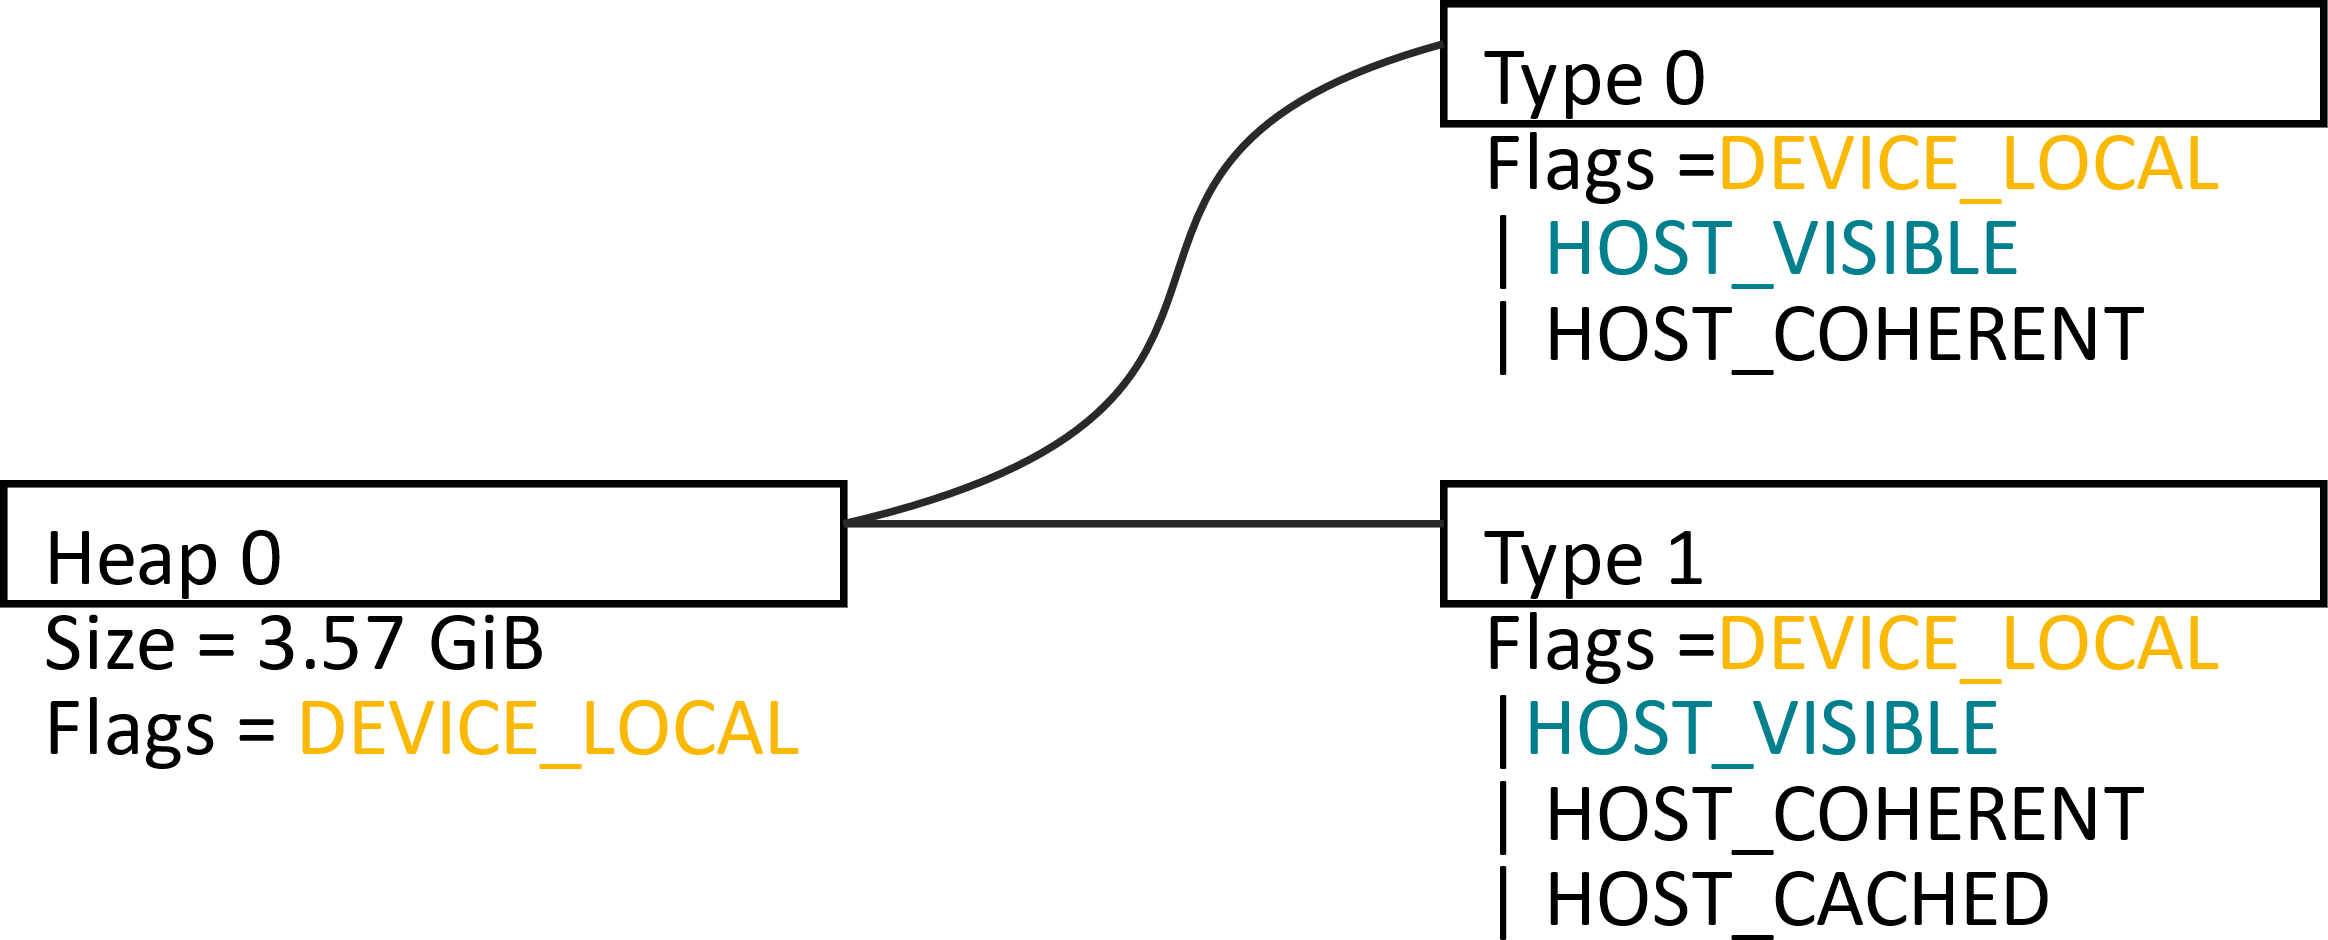 Type 0
Flags =DEVICE_LOCAL
| HOST_VISIBLE
| HOST_COHERENT
Heap 0
Size = 3.57 GiB
Flags = DEVICE_LOCAL
Type 1
Flags =DEVICE_LOCAL
|HOST_VISIBLE
| HOST_COHERENT
| HOST_CACHED